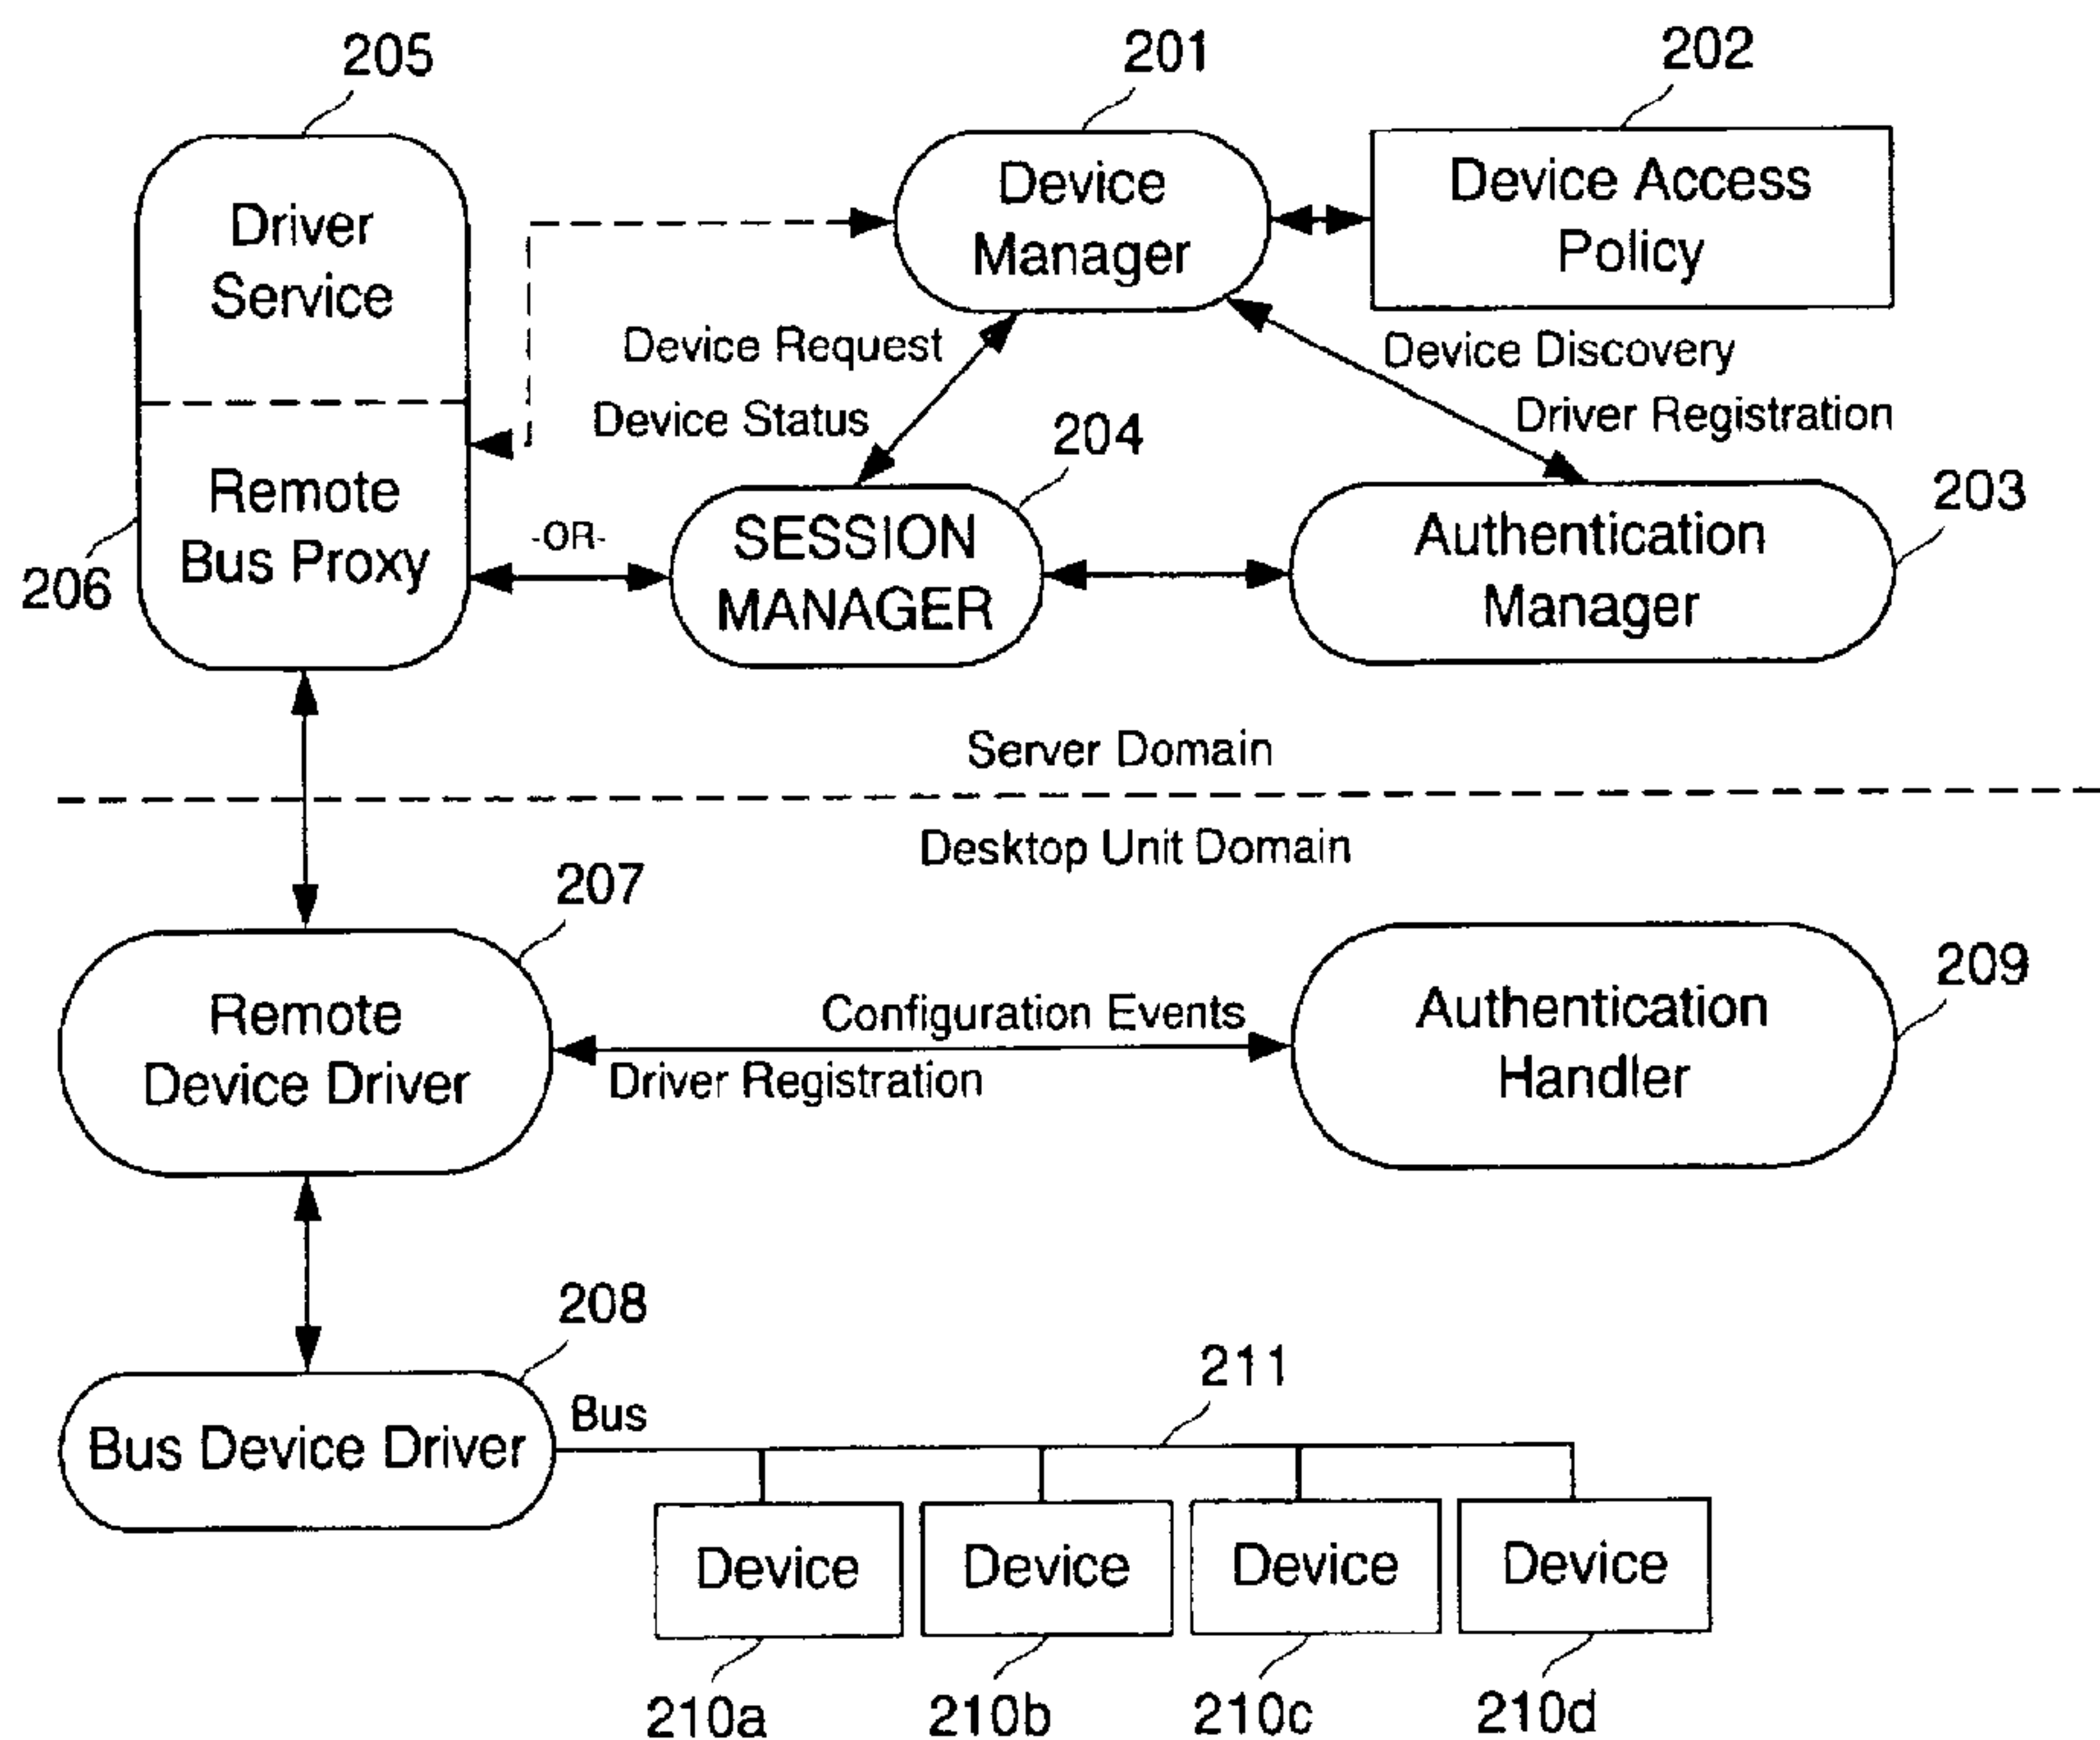 205
201
202
Driver
Service
Device
Manager
Device Access
Policy
Device Request
Device Status
Device Discovery
Driver Registration
204
203
Remote
Bus Proxy
206
-OR-
SESSION
MANAGER
Authentication
Manager
Server Domain
Desktop Unit Domain
207
209
Remote
Device Driver
Configuration Events
Driver Registration
Authentication
Handler
208
211
Bus Device Driver
Bus
Device
Device
Device
Device
210a
210b
210c
210d